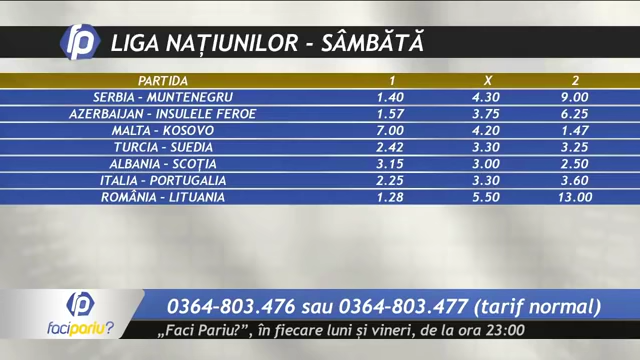 fp LIGA NAȚIUNILOR - SÂMBĂTĂ
PARTIDA 1 X 2
SERBIA - MUNTENEGRU 1.40 4.30 9.00
AZERBAIJAN - INSULELE FEROE 1.57 3.75 6.25
MALTA - KOSOVO 7.00 4.20 1.47
TURCIA - SUEDIA 2.42 3.30 3.25
ALBANIA - SCOȚIA 3.15 3.00 2.50
ITALIA - PORTUGALIA 2.25 3.30 3.60
ROMÂNIA - LITUANIA 1.28 5.50 13.00
fp
0364-803.476 sau 0364-803.477 (tarif normal)
facipariu?
„Faci Pariu?”, în fiecare luni și vineri, de la ora 23:00